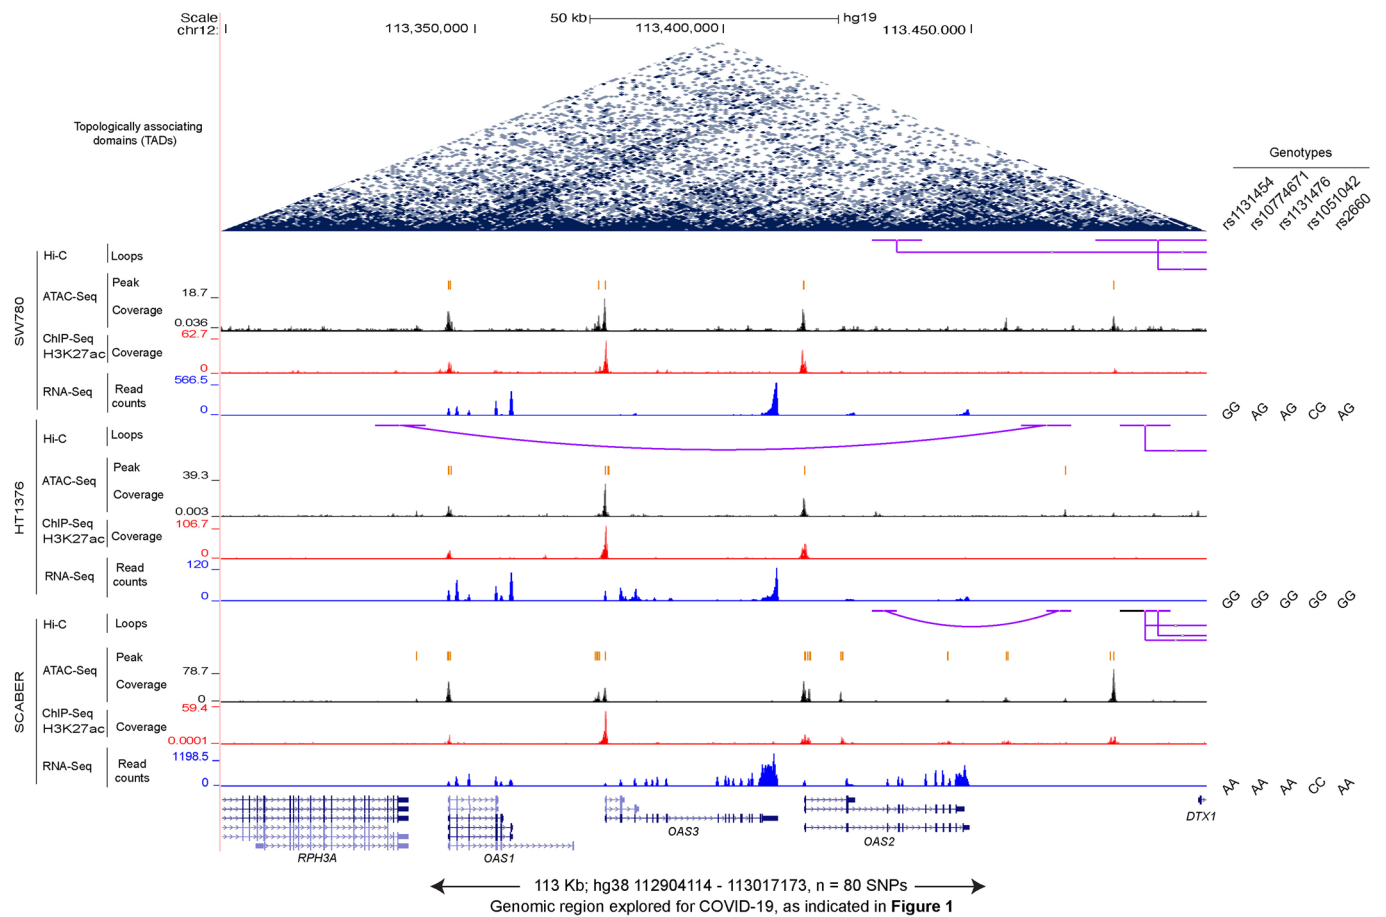 Scale 50 kb hg19
chr12: 113,350,000 113,400,000 113.450.000
Topologically associating
domains (TADs)
Genotypes
rs1131454 rs10774671 rs1131476 rs1051042 rs2660
SW780
Hi-C Loops
ATAC-Seq Peak
18.7
Coverage
0.036
ChIP-Seq
H3K27ac Coverage
62.7
0
RNA-Seq Read
counts
566.5
0
GG AG AG CG AG
HT1376
Hi-C Loops
ATAC-Seq Peak
39.3
Coverage
0.003
ChIP-Seq
H3K27ac Coverage
106.7
0
RNA-Seq Read
counts
120
0
GG GG GG GG GG
SCABER
Hi-C Loops
ATAC-Seq Peak
78.7
Coverage
0
ChIP-Seq
H3K27ac Coverage
59.4
0.0001
RNA-Seq Read
counts
1198.5
0
AA AA AA CC AA
RPH3A OAS1 OAS3 OAS2 DTX1
113 Kb; hg38 112904114 - 113017173, n = 80 SNPs
Genomic region explored for COVID-19, as indicated in Figure 1